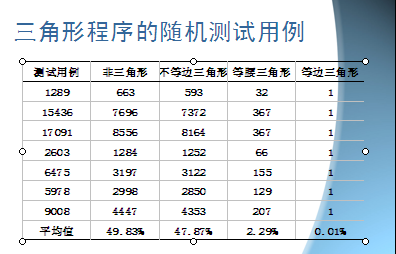 三角形程序的随机测试用例
测试用例 非三角形 不等边三角形 等腰三角形 等边三角形
1289 663 593 32 1
15436 7696 7372 367 1
17091 8556 8164 367 1
2603 1284 1252 66 1
6475 3197 3122 155 1
5978 2998 2850 129 1
9008 4447 4353 207 1
平均值 49.83% 47.87% 2.29% 0.01%